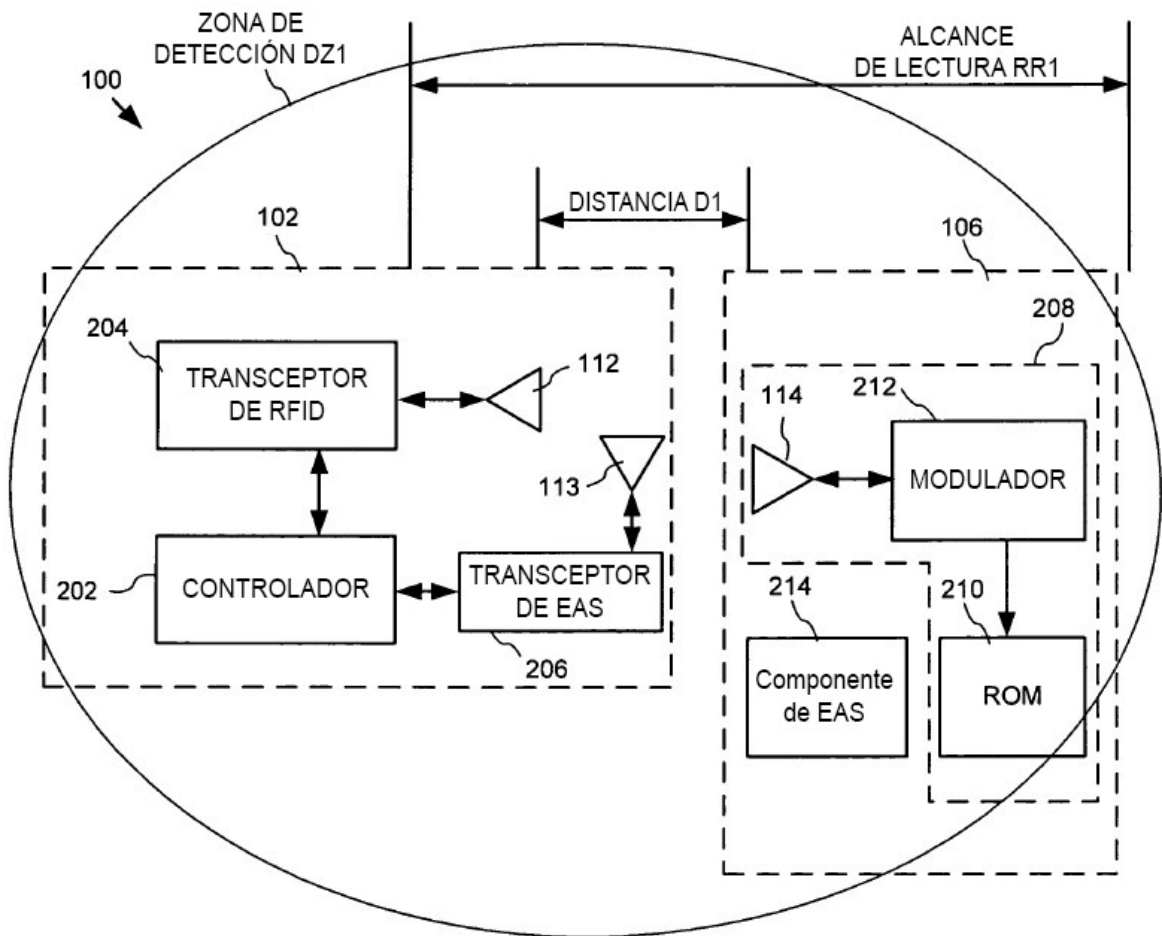 ZONA DE
DETECCIÓN DZ1
ALCANCE
DE LECTURA RR1
100
DISTANCIA D1
102
106
204
TRANSCEPTOR
DE RFID
112
208
212
114
MODULADOR
113
202
CONTROLADOR
TRANSCEPTOR
DE EAS
206
214
210
Componente
de EAS
ROM